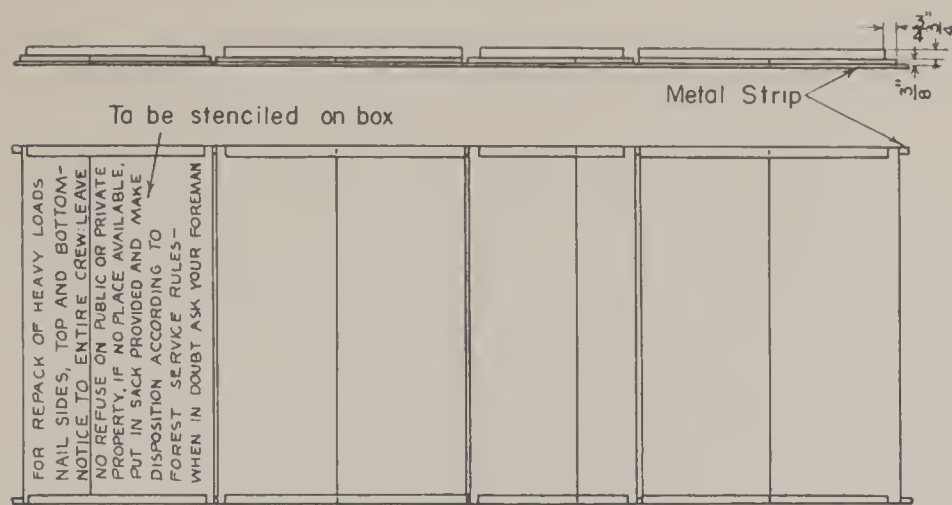 3"
4
3"
4
3"
8
Metal Strip
Ta be stenciled on box
FOR REPACK OF HEAVY LOADS
NAIL SIDES, TOP AND BOTTOM-
NOTICE TO ENTIRE CREW: LEAVE
NO REFUSE ON PUBLIC OR PRIVATE
PROPERTY, IF NO PLACE AVAILABLE,
PUT IN SACK PROVIDED AND MAKE
DISPOSITION ACCORDING TO
FOREST SERVICE RULES-
WHEN IN DOUBT ASK YOUR FOREMAN